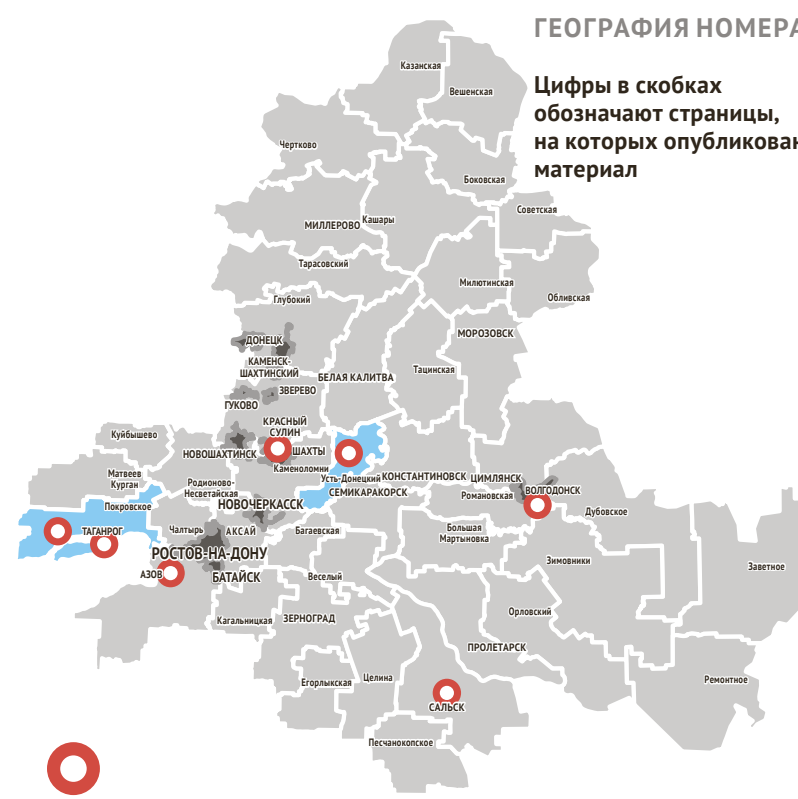 ГЕОГРАФИЯ НОМЕРА
Цифры в скобках
обозначают страницы,
на которых опубликован
материал
Казанская
Вешенская
Чертково
Боковская
Советская
МИЛЛЕРОВО
Кашары
Тарасовский
Милютинская
Обливская
Глубокий
МОРОЗОВСК
ДОНЕЦК
КАМЕНСК-
ШАХТИНСКИЙ
БЕЛАЯ КАЛИТВА
Тацинская
ЗВЕРЕВО
ГУКОВО
КРАСНЫЙ
СУЛИН
Куйбышево
НОВОШАХТИНСК
ШАХТЫ
Каменоломни
Матвеев
Курган
Родионово-
Несветайская
Усть-Донецкий
КОНСТАНТИНОВСК
ЦИМЛЯНСК
СЕМИКАРАКОРСК
Романовская
ВОЛГОДОНСК
Покровское
НОВОЧЕРКАССК
Дубовское
ТАГАНРОГ
Чалтырь
АКСАЙ
Багаевская
Большая
Мартыновка
РОСТОВ-НА-ДОНУ
Зимовники
Заветное
АЗОВ
БАТАЙСК
Веселый
Кагальницкая
ЗЕРНОГРАД
Орловский
ПРОЛЕТАРСК
Егорлыкская
Целина
Ремонтное
САЛЬСК
Песчанокопское